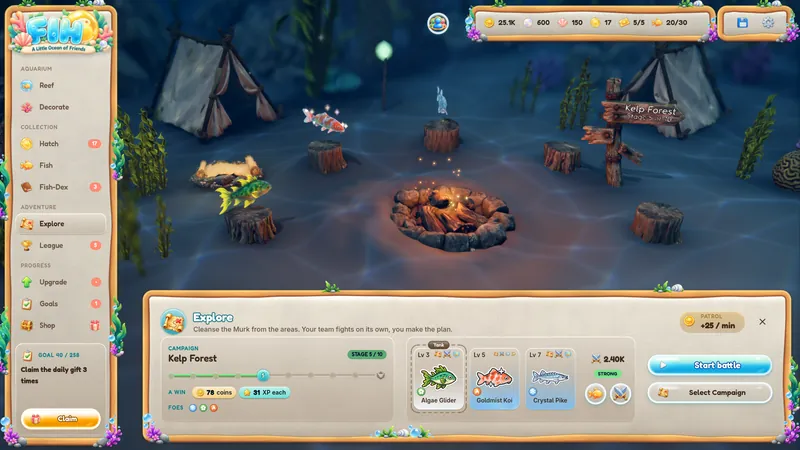 FIW
A Little Ocean of Friends
AQUARIUM
Reef
Decorate
COLLECTION
Hatch
17
Fish
Fish-Dex
3
ADVENTURE
Explore
League
PROGRESS
Upgrade
Goals
Shop
GOAL 40 / 258
Claim the daily gift 3
times
Claim
25.1K
600
150
17
5/5
20/30
Kelp Forest
Explore
Cleanse the Murk from the areas. Your team fights on its own, you make the plan.
PATROL
+25 / min
CAMPAIGN
Kelp Forest
STAGE 5 / 10
A WIN
78 coins
31 XP each
FOES
Tank
Lv 3
Algae Glider
Lv 5
Goldmist Koi
Lv 7
Crystal Pike
2.40K
STRONG
Start battle
Select Campaign